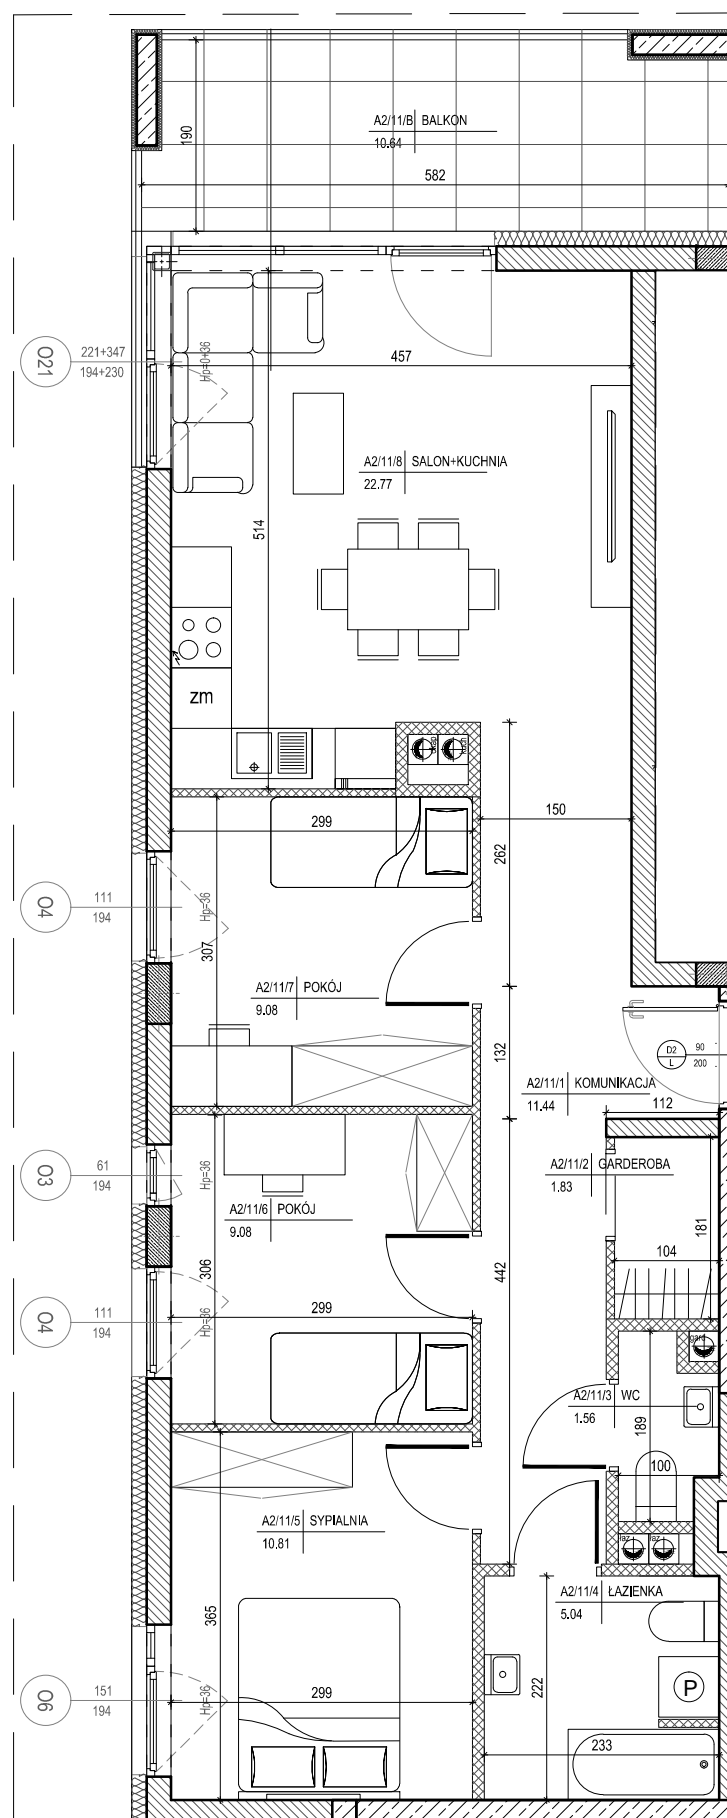 190
A2/11/B BALKON
10.64
582
O21
221+347
194+230
Hp=0+36
457
A2/11/8 SALON+KUCHNIA
22.77
514
zm
299
150
262
O4
111
194
Hp=36
307
A2/11/7 POKÓJ
9.08
132
D2
L
90
200
A2/11/1 KOMUNIKACJA
11.44
112
O3
61
194
Hp=36
A2/11/2 GARDEROBA
1.83
181
A2/11/6 POKÓJ
9.08
306
442
104
O4
111
194
Hp=36
299
gard
A2/11/3 WC
1.56
189
100
A2/11/5 SYPIALNIA
10.81
łaz
łaz
A2/11/4 ŁAZIENKA
5.04
365
222
P
O6
151
194
Hp=36
299
233